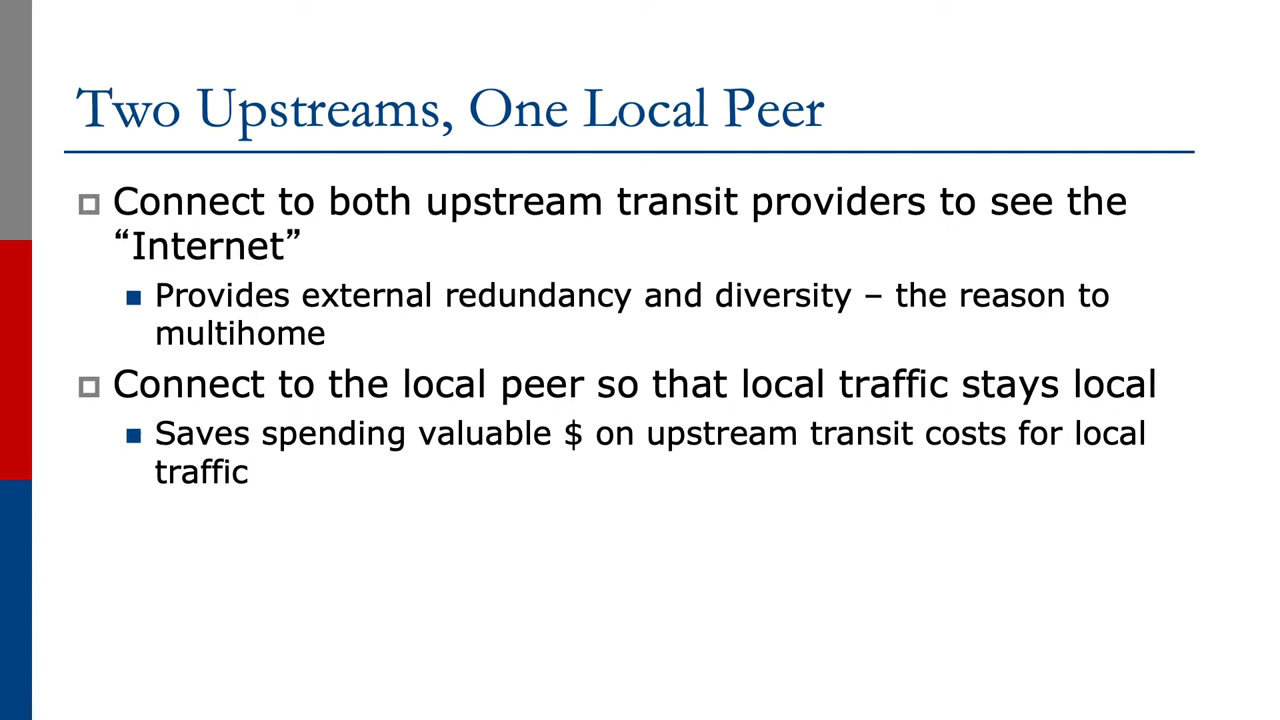 Two Upstreams, One Local Peer
Connect to both upstream transit providers to see the
“Internet”
Provides external redundancy and diversity – the reason to
multihome
Connect to the local peer so that local traffic stays local
Saves spending valuable $ on upstream transit costs for local
traffic